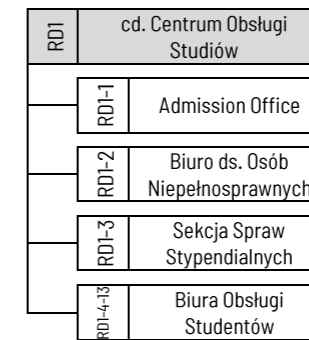 RD1
cd. Centrum Obsługi
Studiów
RD1-1
Admission Office
RD1-2
Biuro ds. Osób
Niepełnosprawnych
RD1-3
Sekcja Spraw
Stypendialnych
RD1-4-13
Biura Obsługi
Studentów